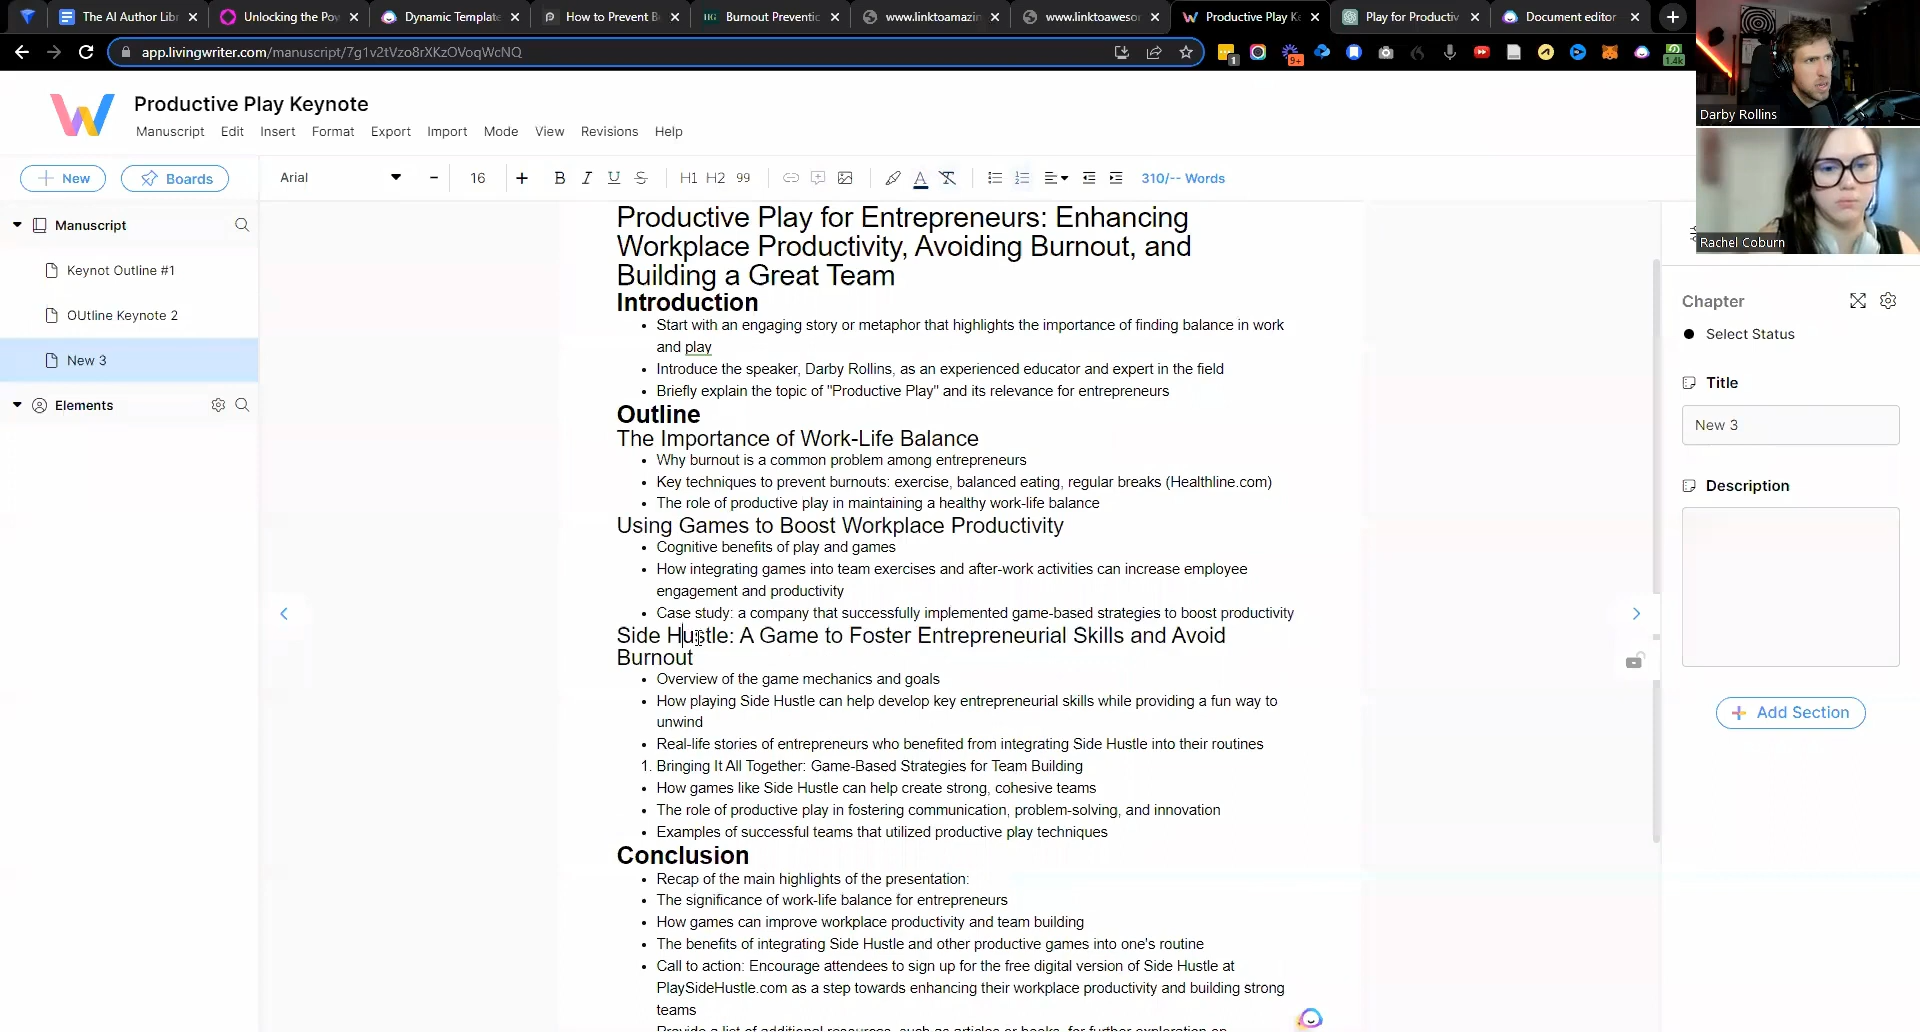 The AI Author Libr
Unlocking the Pow
Dynamic Template
How to Prevent B
Burnout Preventic
www.linktoamazin
www.linktoawesor
Productive Play Ke
Play for Productiv
Document editor
app.livingwriter.com/manuscript/7g1v2tVzo8rXKzOVoqWcNQ
1
9+
1.4k
Darby Rollins
Rachel Coburn
Productive Play Keynote
Manuscript Edit Insert Format Export Import Mode View Revisions Help
New
Boards
Arial
16
B I U S H1 H2 99
310/-- Words
Manuscript
Keynot Outline #1
OUtline Keynote 2
New 3
Elements
Productive Play for Entrepreneurs: Enhancing
Workplace Productivity, Avoiding Burnout, and
Building a Great Team
Introduction
• Start with an engaging story or metaphor that highlights the importance of finding balance in work
and play
• Introduce the speaker, Darby Rollins, as an experienced educator and expert in the field
• Briefly explain the topic of "Productive Play" and its relevance for entrepreneurs
Outline
The Importance of Work-Life Balance
• Why burnout is a common problem among entrepreneurs
• Key techniques to prevent burnouts: exercise, balanced eating, regular breaks (Healthline.com)
• The role of productive play in maintaining a healthy work-life balance
Using Games to Boost Workplace Productivity
• Cognitive benefits of play and games
• How integrating games into team exercises and after-work activities can increase employee
engagement and productivity
• Case study: a company that successfully implemented game-based strategies to boost productivity
Side Hustle: A Game to Foster Entrepreneurial Skills and Avoid
Burnout
• Overview of the game mechanics and goals
• How playing Side Hustle can help develop key entrepreneurial skills while providing a fun way to
unwind
• Real-life stories of entrepreneurs who benefited from integrating Side Hustle into their routines
1. Bringing It All Together: Game-Based Strategies for Team Building
• How games like Side Hustle can help create strong, cohesive teams
• The role of productive play in fostering communication, problem-solving, and innovation
• Examples of successful teams that utilized productive play techniques
Conclusion
• Recap of the main highlights of the presentation:
• The significance of work-life balance for entrepreneurs
• How games can improve workplace productivity and team building
• The benefits of integrating Side Hustle and other productive games into one's routine
• Call to action: Encourage attendees to sign up for the free digital version of Side Hustle at
PlaySideHustle.com as a step towards enhancing their workplace productivity and building strong
teams
Provide a list of additional resources, such as articles or books, for further exploration on
Chapter
Select Status
Title
New 3
Description
Add Section